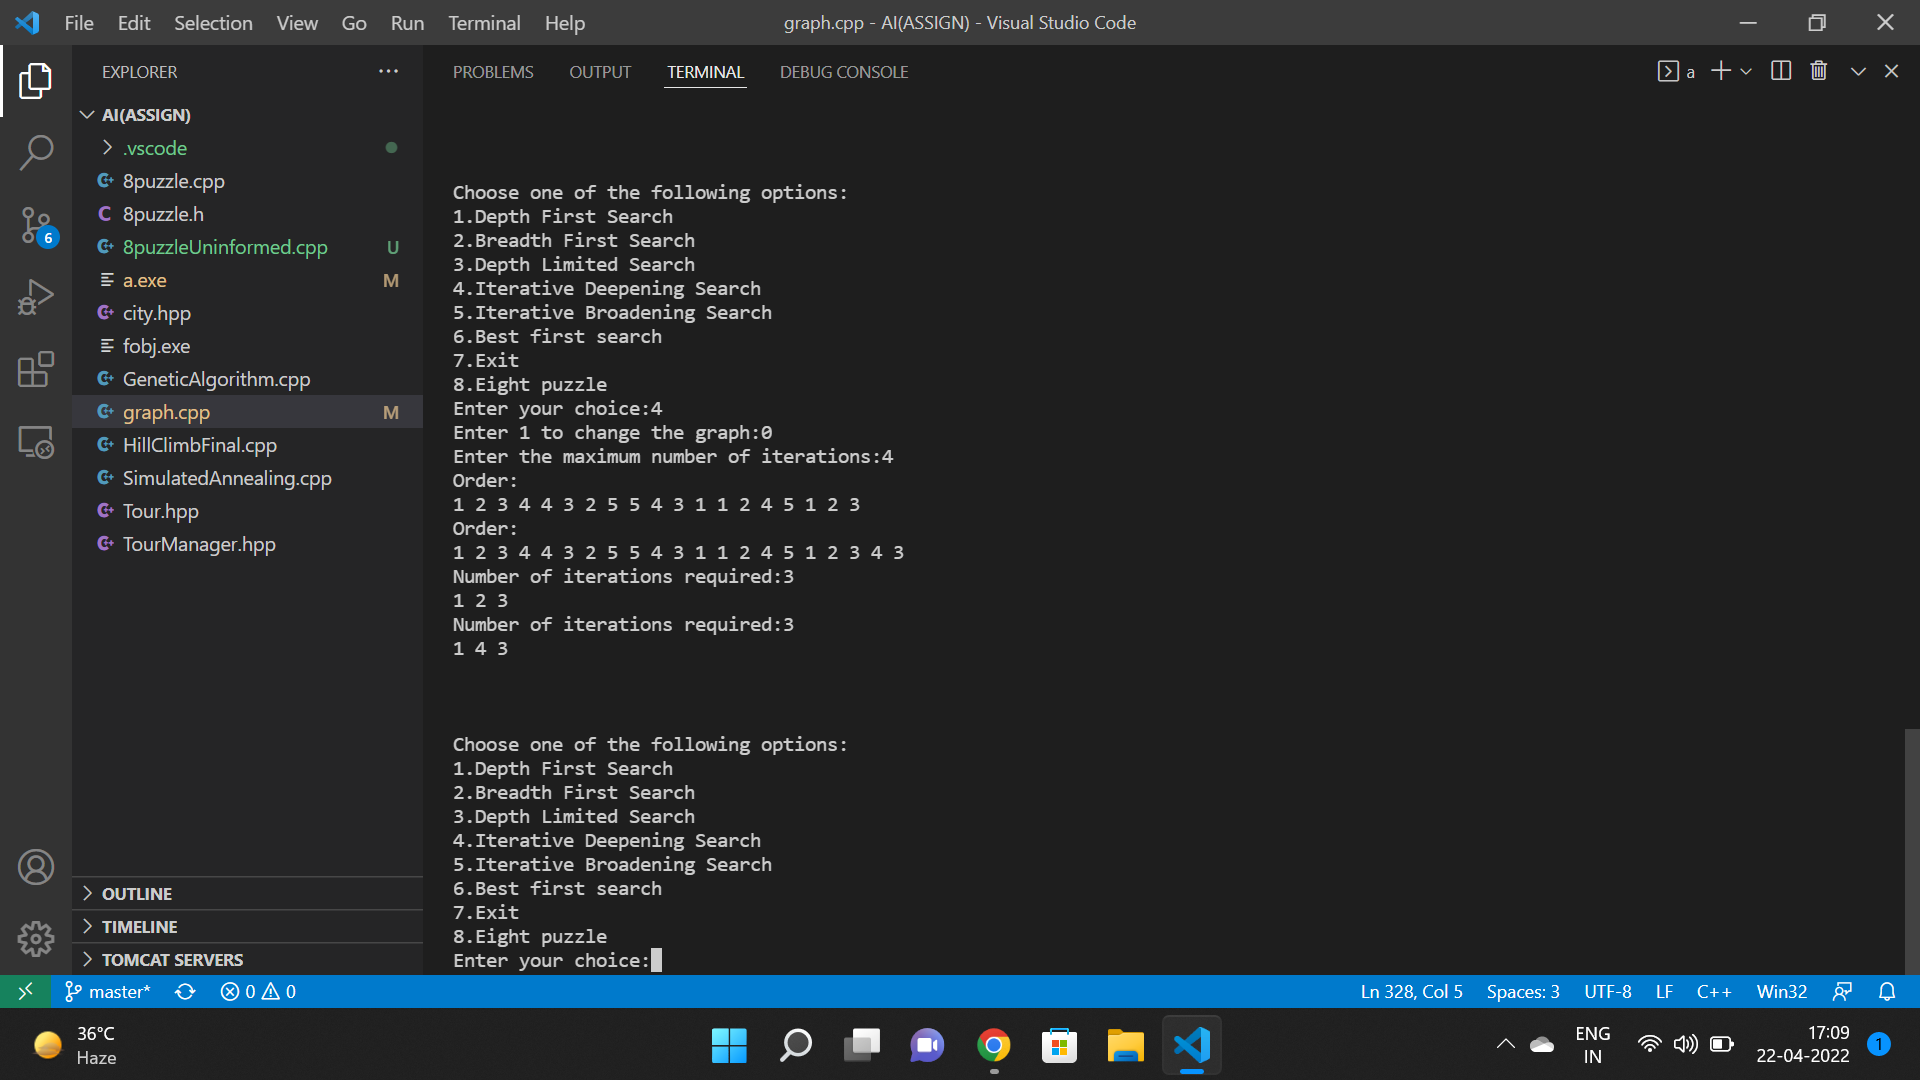 File Edit Selection View Go Run Terminal Help
graph.cpp - AI(ASSIGN) - Visual Studio Code
EXPLORER
AI(ASSIGN)
.vscode
8puzzle.cpp
8puzzle.h
8puzzleUninformed.cpp U
a.exe M
city.hpp
fobj.exe
GeneticAlgorithm.cpp
graph.cpp M
HillClimbFinal.cpp
SimulatedAnnealing.cpp
Tour.hpp
TourManager.hpp
OUTLINE
TIMELINE
TOMCAT SERVERS
6
PROBLEMS OUTPUT TERMINAL DEBUG CONSOLE
a
Choose one of the following options:
1.Depth First Search
2.Breadth First Search
3.Depth Limited Search
4.Iterative Deepening Search
5.Iterative Broadening Search
6.Best first search
7.Exit
8.Eight puzzle
Enter your choice:4
Enter 1 to change the graph:0
Enter the maximum number of iterations:4
Order:
1 2 3 4 4 3 2 5 5 4 3 1 1 2 4 5 1 2 3
Order:
1 2 3 4 4 3 2 5 5 4 3 1 1 2 4 5 1 2 3 4 3
Number of iterations required:3
1 2 3
Number of iterations required:3
1 4 3
Choose one of the following options:
1.Depth First Search
2.Breadth First Search
3.Depth Limited Search
4.Iterative Deepening Search
5.Iterative Broadening Search
6.Best first search
7.Exit
8.Eight puzzle
Enter your choice:
master* 0 0
Ln 328, Col 5 Spaces: 3 UTF-8 LF C++ Win32
36°C
Haze
ENG
IN
17:09
22-04-2022
1